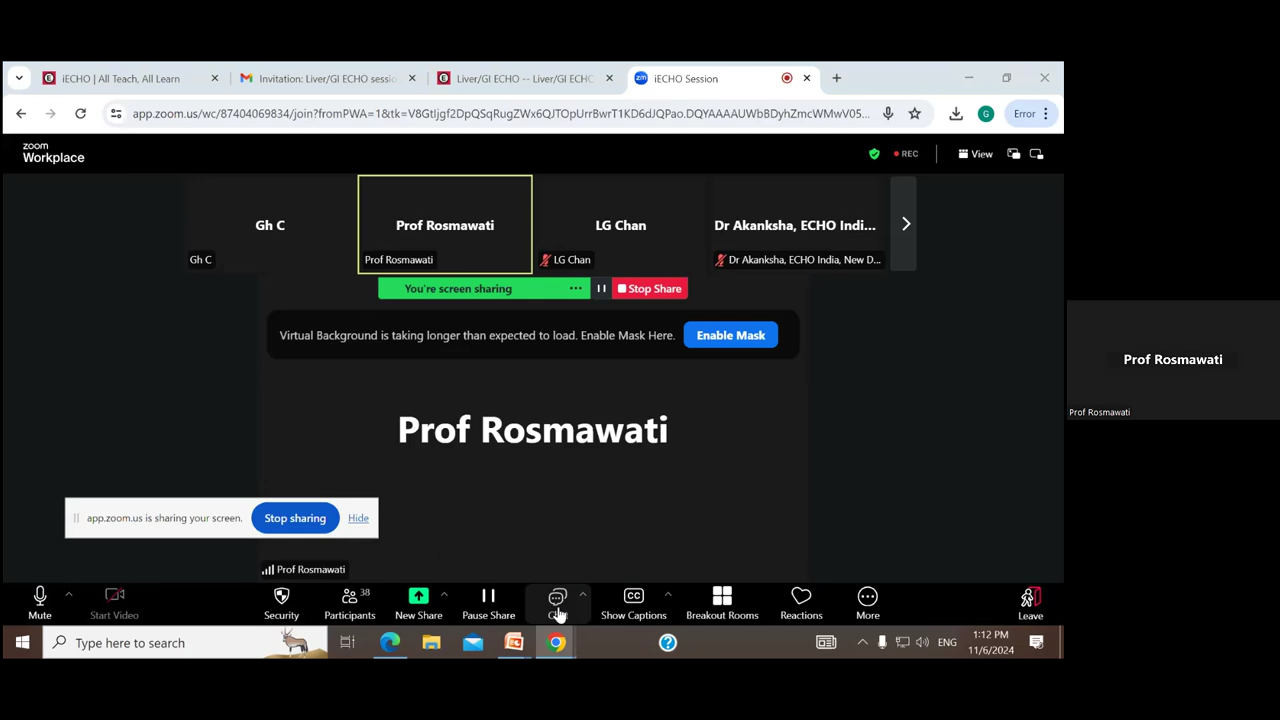 iECHO | All Teach, All Learn
Invitation: Liver/GI ECHO sessio
Liver/GI ECHO -- Liver/GI ECHC
zm
iECHO Session
app.zoom.us/wc/87404069834/join?fromPWA=1&tk=V8GtIjgf2DpQSqRugZWx6QJTOpUrrBwrT1KD6dJQPao.DQYAAAAUWbBDyhZmcWMwV05...
G
Error
zoom
Workplace
REC
View
Gh C
Prof Rosmawati
LG Chan
Dr Akanksha, ECHO Indi...
Gh C
Prof Rosmawati
LG Chan
Dr Akanksha, ECHO India, New D...
You're screen sharing
Stop Share
Virtual Background is taking longer than expected to load. Enable Mask Here.
Enable Mask
Prof Rosmawati
Prof Rosmawati
Prof Rosmawati
app.zoom.us is sharing your screen.
Stop sharing
Hide
Prof Rosmawati
38
CC
Mute
Start Video
Security
Participants
New Share
Pause Share
Show Captions
Breakout Rooms
Reactions
More
Leave
Type here to search
ENG
1:12 PM
11/6/2024